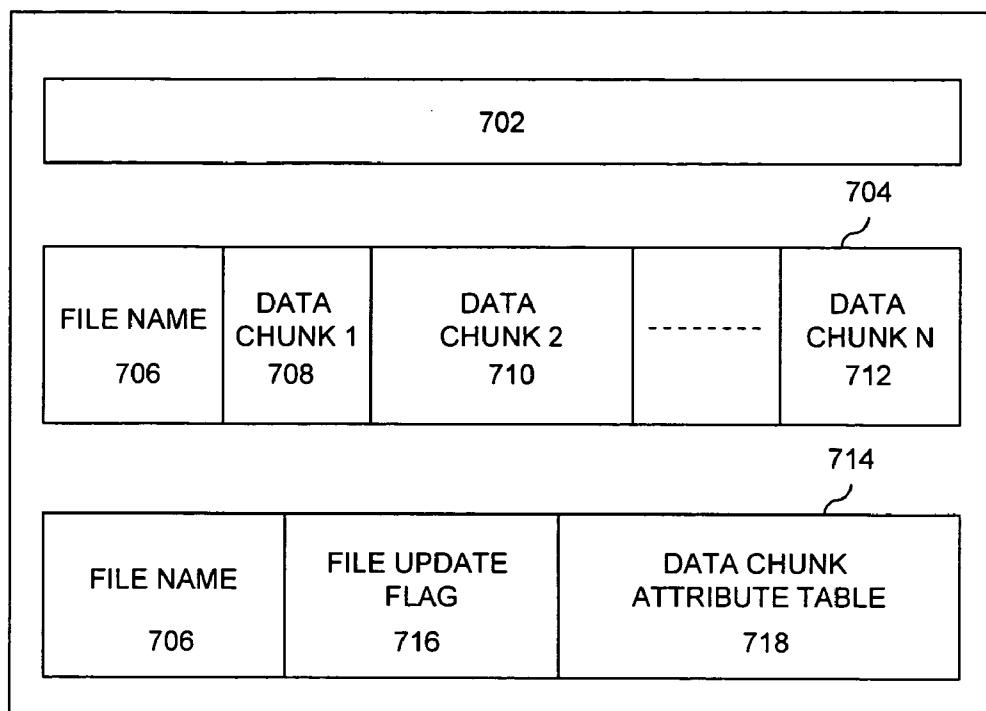 702
704
FILE NAME
706
DATA
CHUNK 1
708
DATA
CHUNK 2
710
---------
DATA
CHUNK N
712
714
FILE NAME
706
FILE UPDATE
FLAG
716
DATA CHUNK
ATTRIBUTE TABLE
718